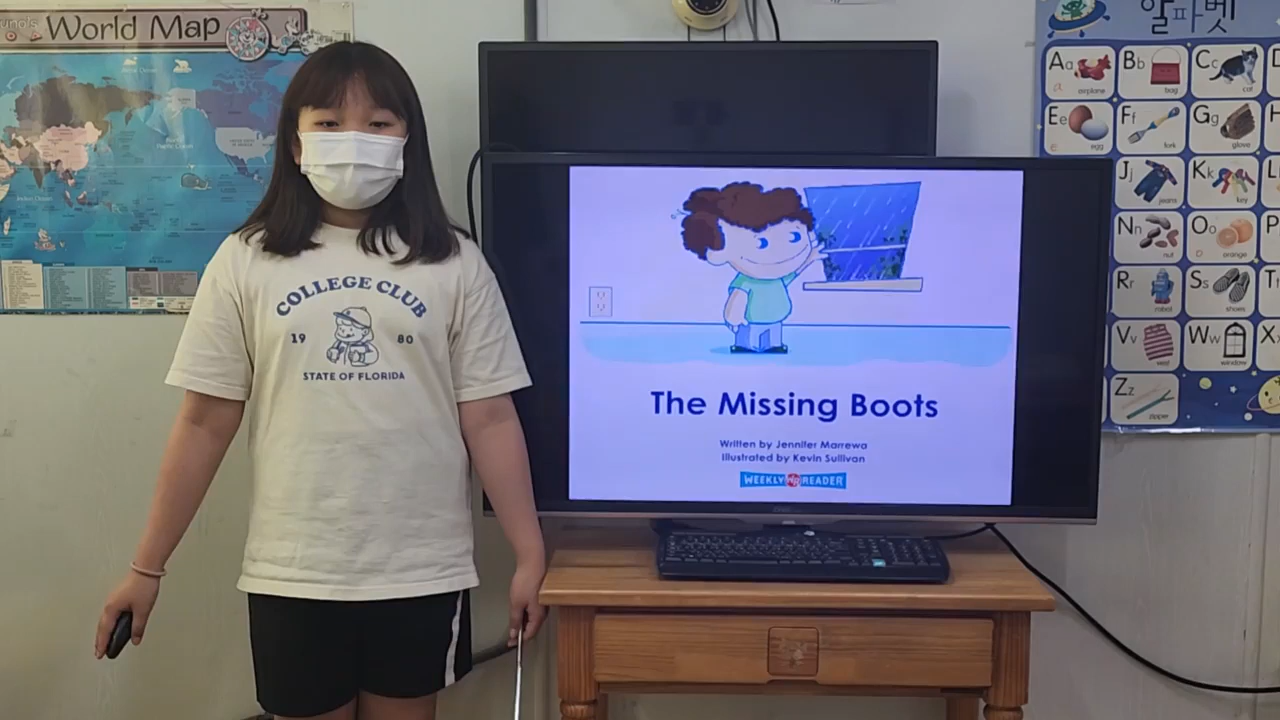 World Map
COLLEGE CLUB
19 80
STATE OF FLORIDA
The Missing Boots
Written by Jennifer Marrewa
Illustrated by Kevin Sullivan
WEEKLY WR READER
알파벳
Aa airplane
Bb bag
Cc cat
Ee egg
Ff fork
Gg glove
Jj jeans
Kk key
Nn nut
Oo orange
Rr robot
Ss shoes
Vv vest
Ww window
Zz zipper